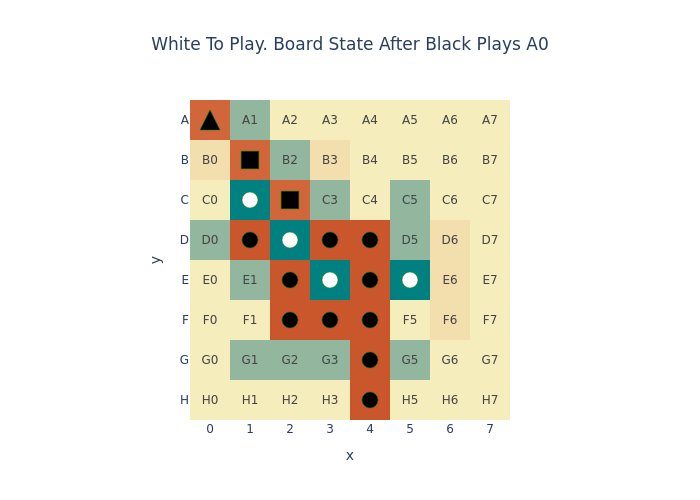 White To Play. Board State After Black Plays A0
A A1 A2 A3 A4 A5 A6 A7
B B0 B2 B3 B4 B5 B6 B7
C C0 C3 C4 C5 C6 C7
D D0 D5 D6 D7
E E0 E1 E6 E7
F F0 F1 F5 F6 F7
G G0 G1 G2 G3 G5 G6 G7
H H0 H1 H2 H3 H5 H6 H7
0 1 2 3 4 5 6 7
x
y